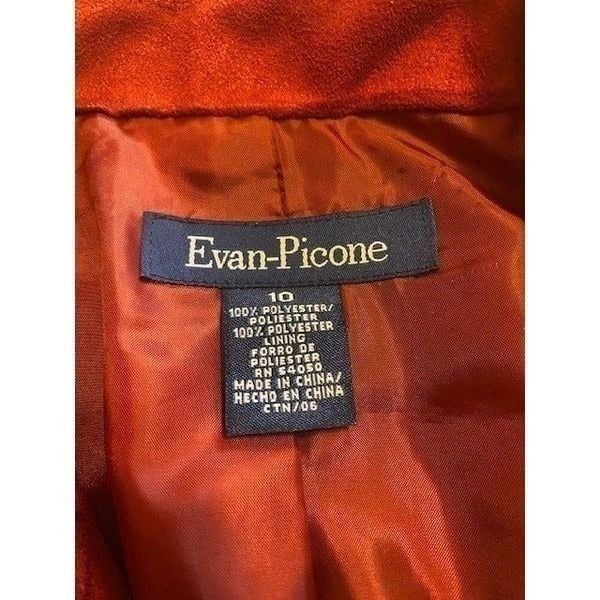 Evan-Picone
10
100% POLYESTER/
POLIESTER
100% POLYESTER
LINING
FORRO DE
POLIESTER
RN 54050
MADE IN CHINA/
HECHO EN CHINA
CTN/06